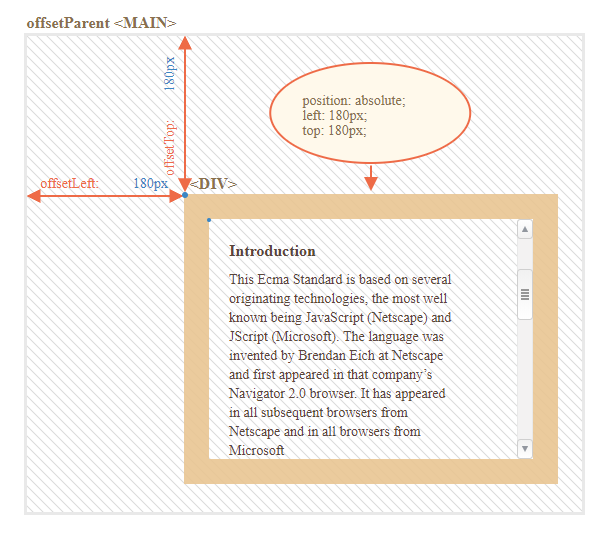 offsetParent <MAIN>
180px
offsetTop:
position: absolute;
left: 180px;
top: 180px;
offsetLeft: 180px
<DIV>
Introduction
This Ecma Standard is based on several
originating technologies, the most well
known being JavaScript (Netscape) and
JScript (Microsoft). The language was
invented by Brendan Eich at Netscape
and first appeared in that company’s
Navigator 2.0 browser. It has appeared
in all subsequent browsers from
Netscape and in all browsers from
Microsoft